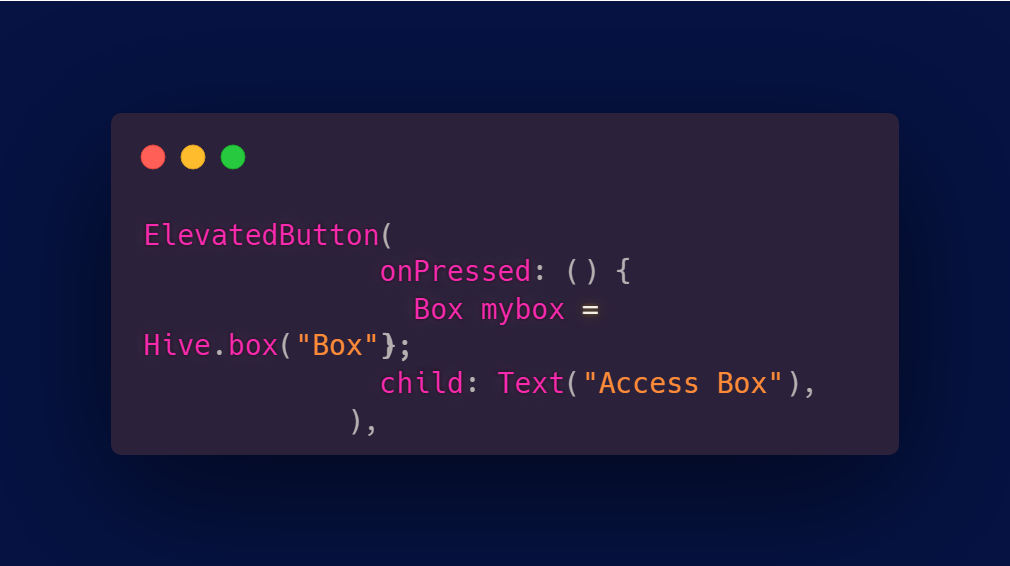 ElevatedButton(
onPressed: () {
Box mybox =
Hive.box("Box"};
child: Text("Access Box"),
),